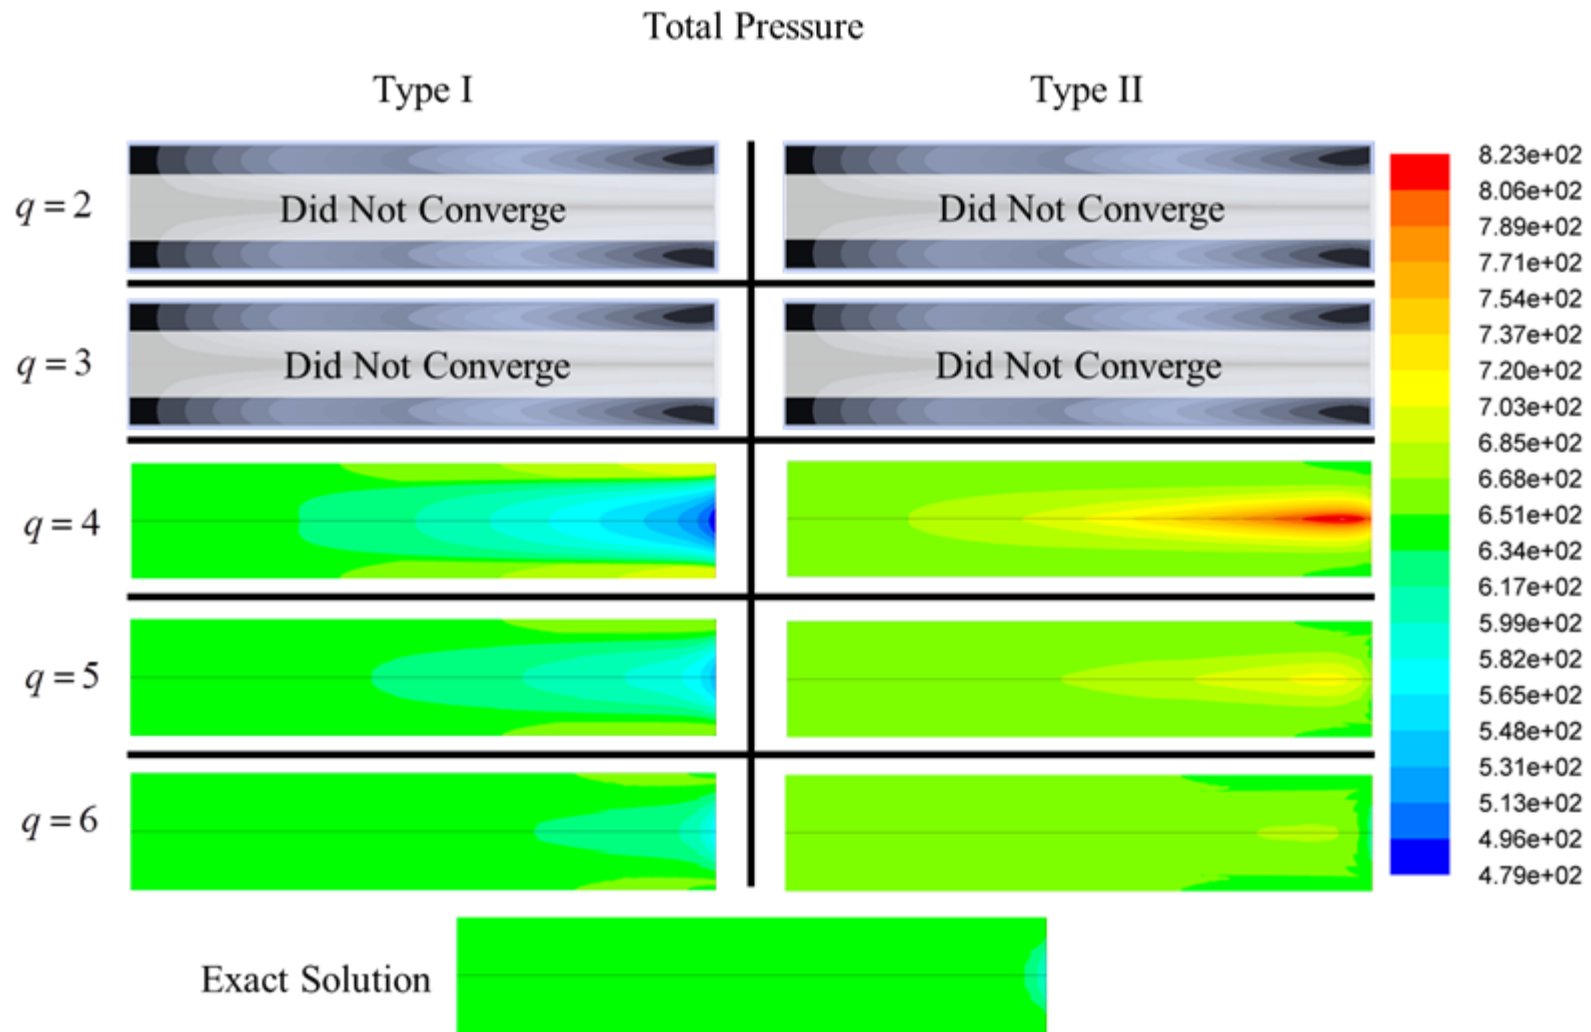 Total Pressure
Type I Type II
q = 2 Did Not Converge Did Not Converge
q = 3 Did Not Converge Did Not Converge
q = 4
q = 5
q = 6
Exact Solution
8.23e+02
8.06e+02
7.89e+02
7.71e+02
7.54e+02
7.37e+02
7.20e+02
7.03e+02
6.85e+02
6.68e+02
6.51e+02
6.34e+02
6.17e+02
5.99e+02
5.82e+02
5.65e+02
5.48e+02
5.31e+02
5.13e+02
4.96e+02
4.79e+02